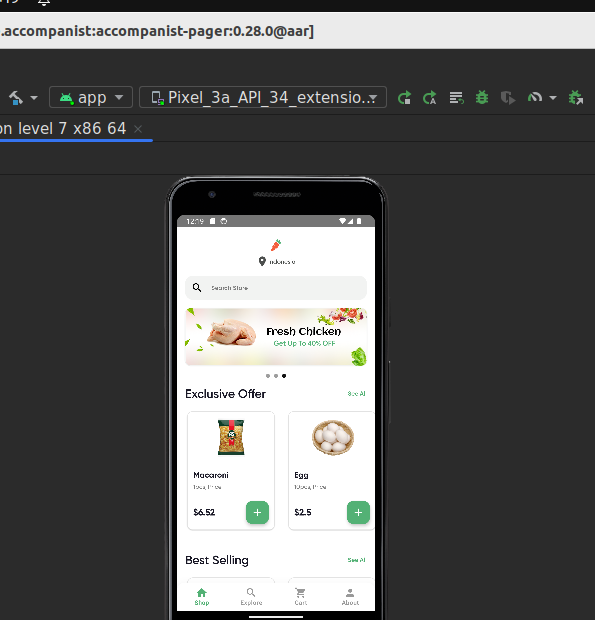 .accompanist:accompanist-pager:0.28.0@aar]
app
Pixel_3a_API_34_extensio...
on level 7 x86 64
12:19
Indonesia
Search Store
Fresh Chicken
Get Up To 40% OFF
Exclusive Offer
See All
Macaroni
1pcs, Price
$6.52
Egg
10pcs, Price
$2.5
Best Selling
See All
Shop
Explore
Cart
About